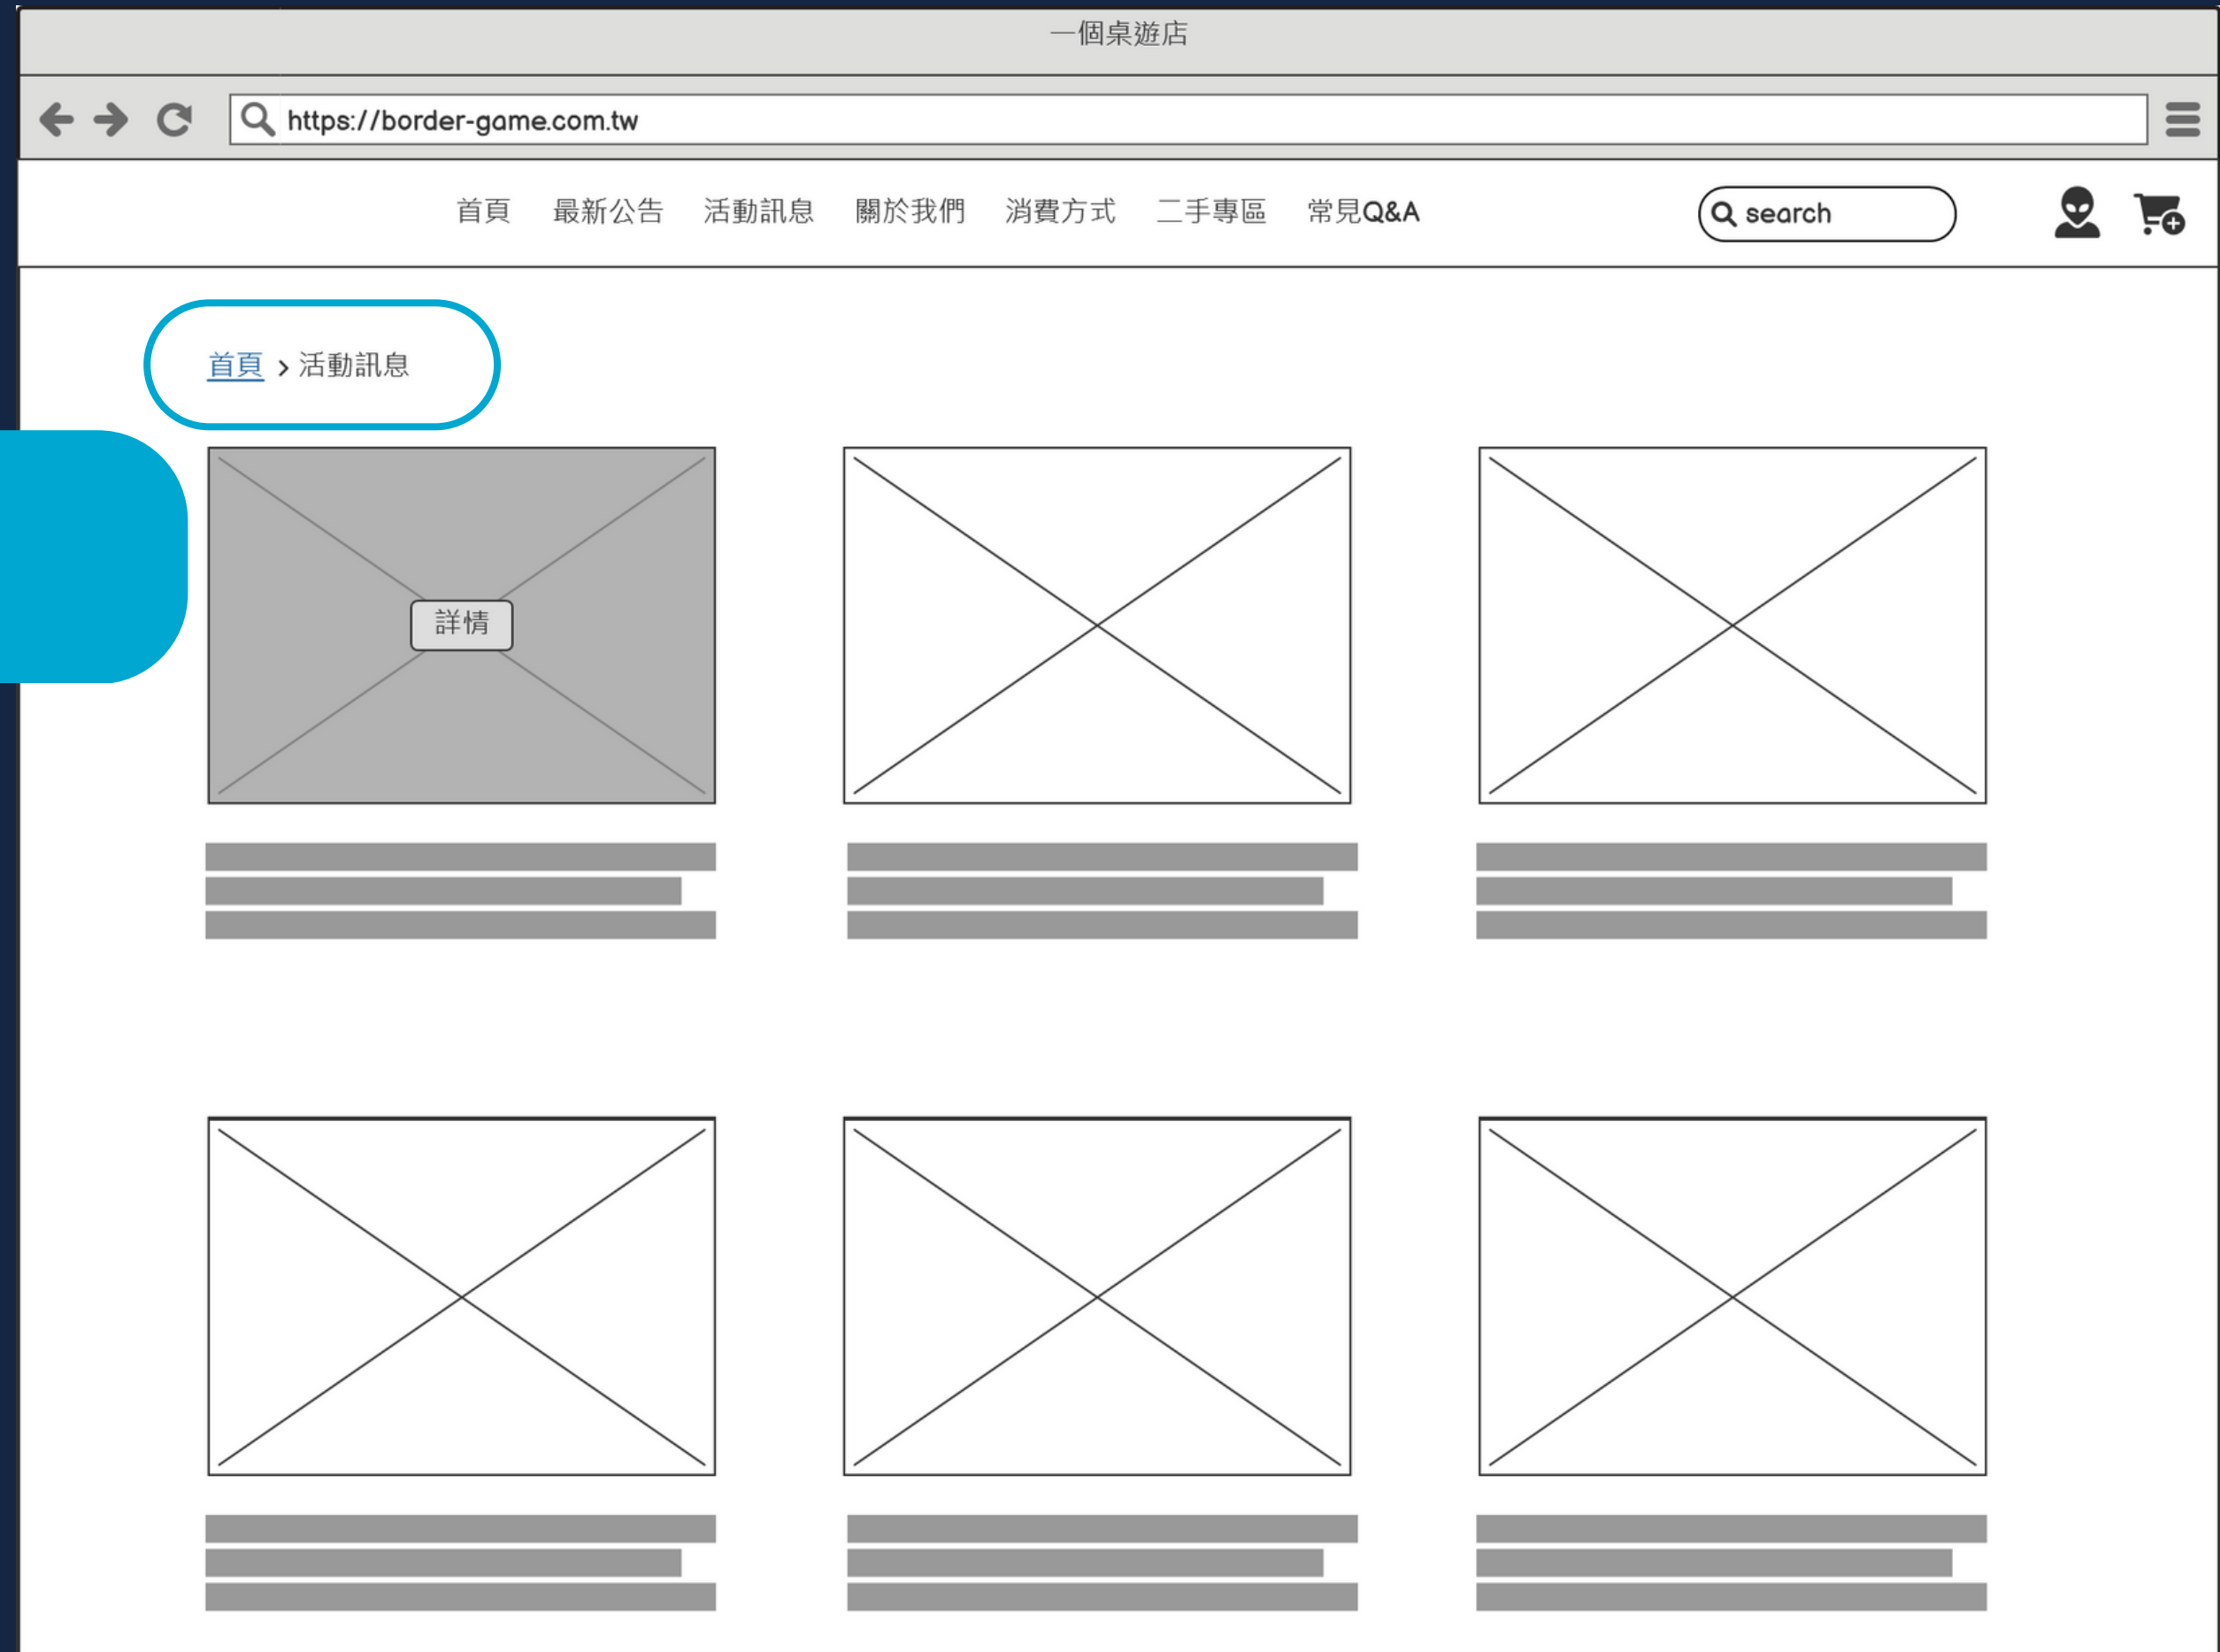 一個桌遊店
https://border-game.com.tw
首頁 最新公告 活動訊息 關於我們 消費方式 二手專區 常見Q&A search
首頁 > 活動訊息
詳情